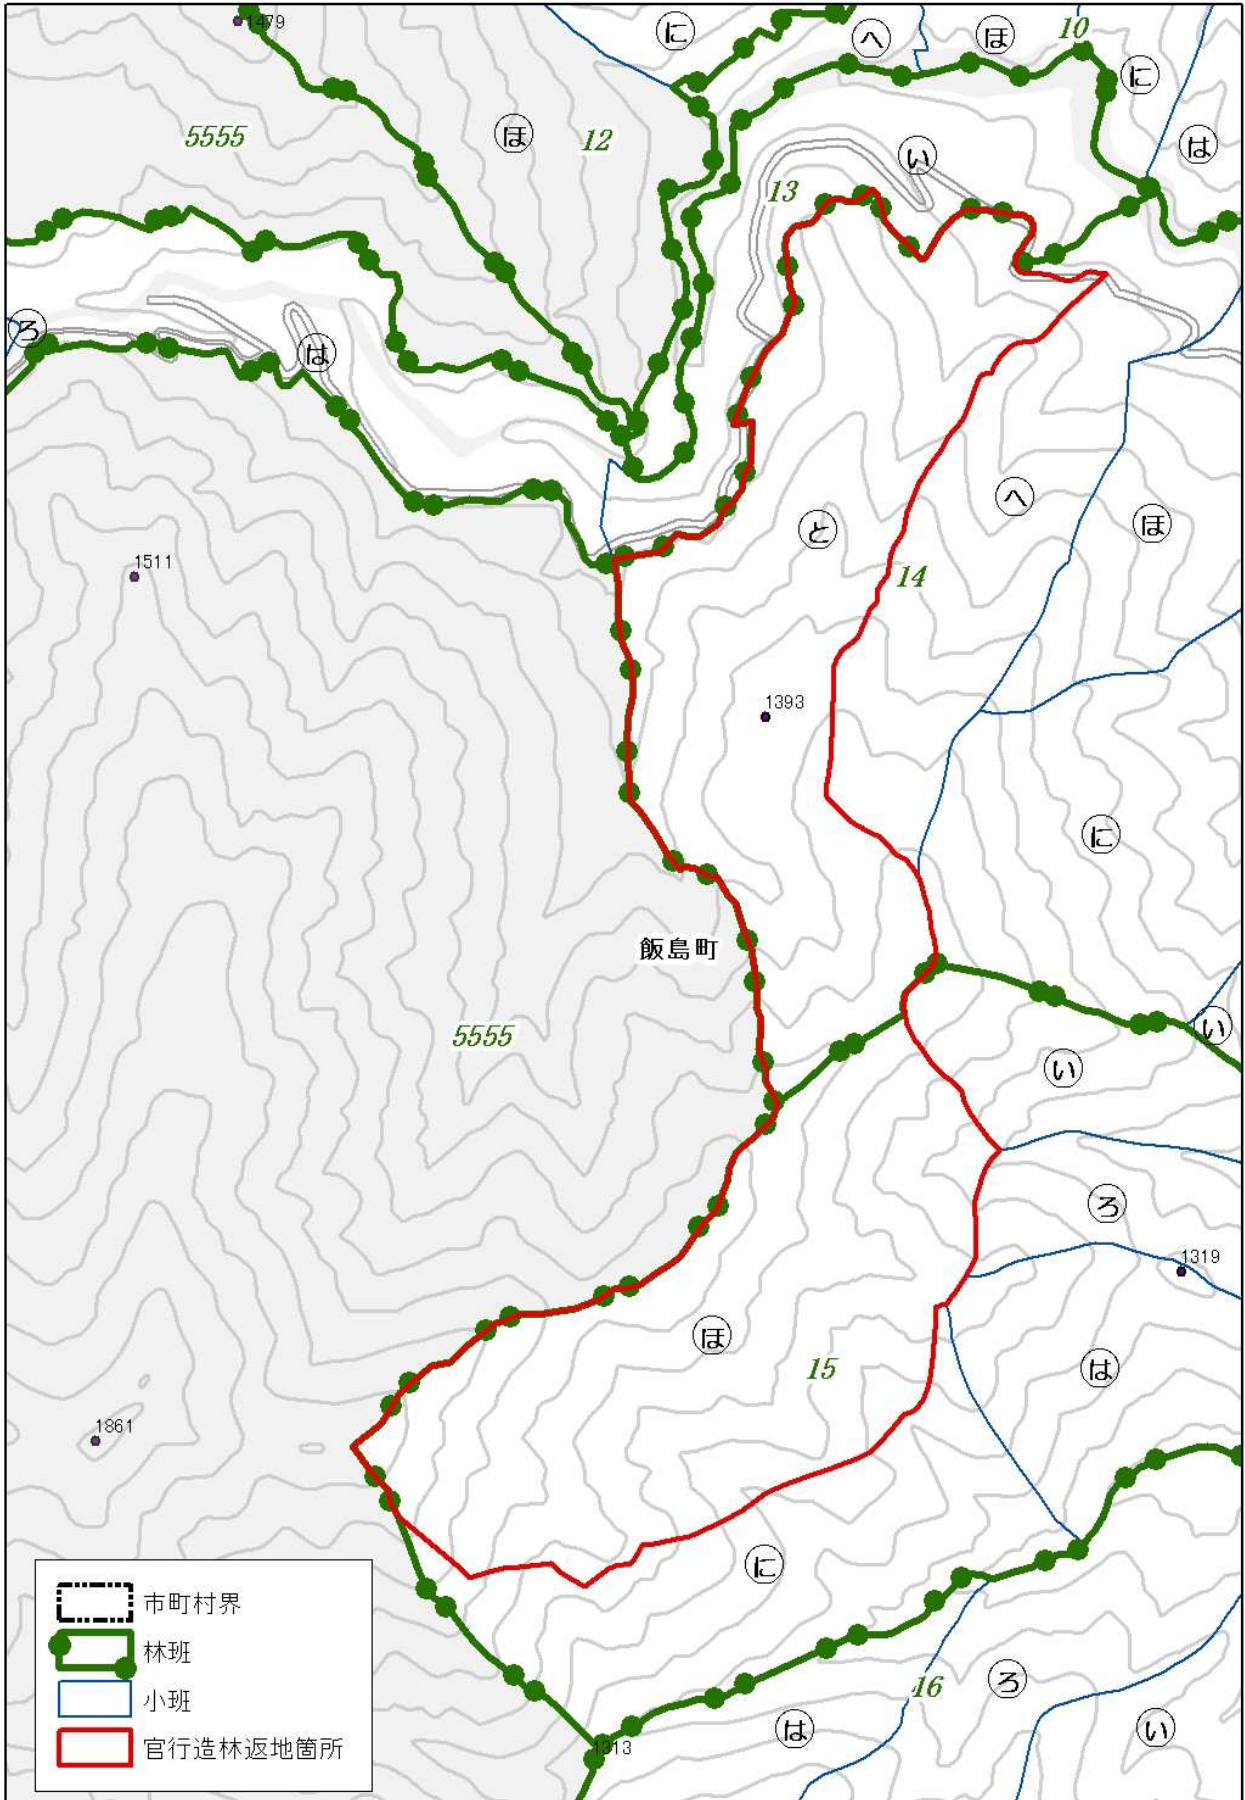 1479
に
へ
ほ
10
に
5555
ほ
12
い
は
13
ろ
は
と
へ
ほ
1511
14
1393
に
飯島町
5555
い
い
ろ
1319
ほ
15
は
1861
に
16
ろ
は
い
1313
市町村界
林班
小班
官行造林返地箇所